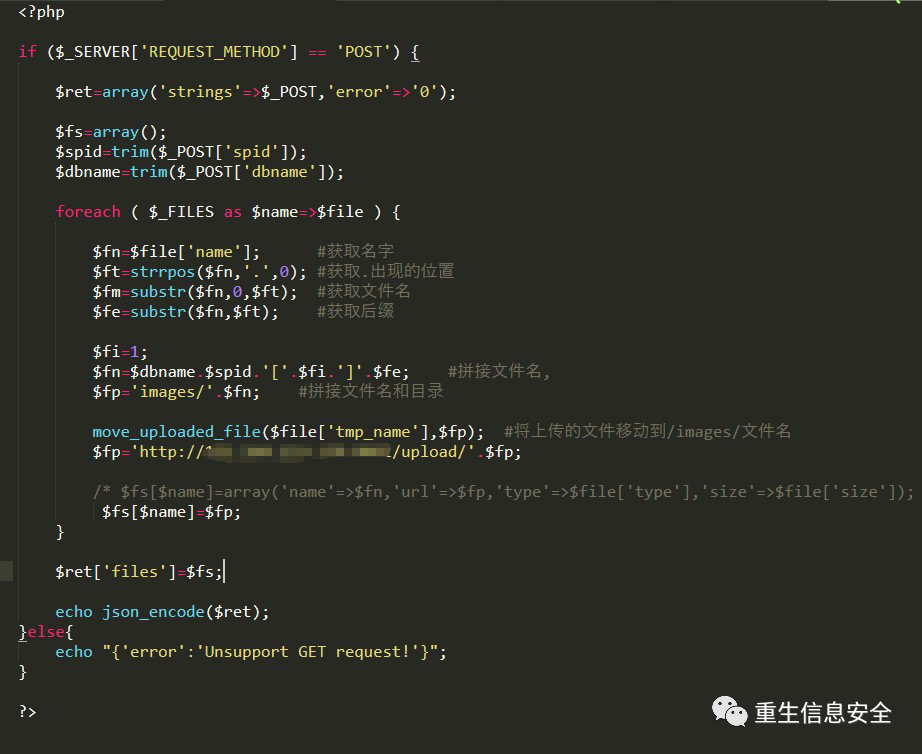 <?php
if ($_SERVER['REQUEST_METHOD'] == 'POST') {
$ret=array('strings'=>$_POST,'error'=>'0');
$fs=array();
$spid=trim($_POST['spid']);
$dbname=trim($_POST['dbname']);
foreach ( $_FILES as $name=>$file ) {
$fn=$file['name']; #获取名字
$ft=strrpos($fn,'.',0); #获取.出现的位置
$fm=substr($fn,0,$ft); #获取文件名
$fe=substr($fn,$ft); #获取后缀
$fi=1;
$fn=$dbname.$spid.'['.$fi.']'.$fe; #拼接文件名,
$fp='images/'.$fn; #拼接文件名和目录
move_uploaded_file($file['tmp_name'],$fp); #将上传的文件移动到/images/文件名
$fp='http:// /upload/'.$fp;
/* $fs[$name]=array('name'=>$fn,'url'=>$fp,'type'=>$file['type'],'size'=>$file['size']);
$fs[$name]=$fp;
}
$ret['files']=$fs;
echo json_encode($ret);
}else{
echo "{'error':'Unsupport GET request!'}";
}
?>
重生信息安全